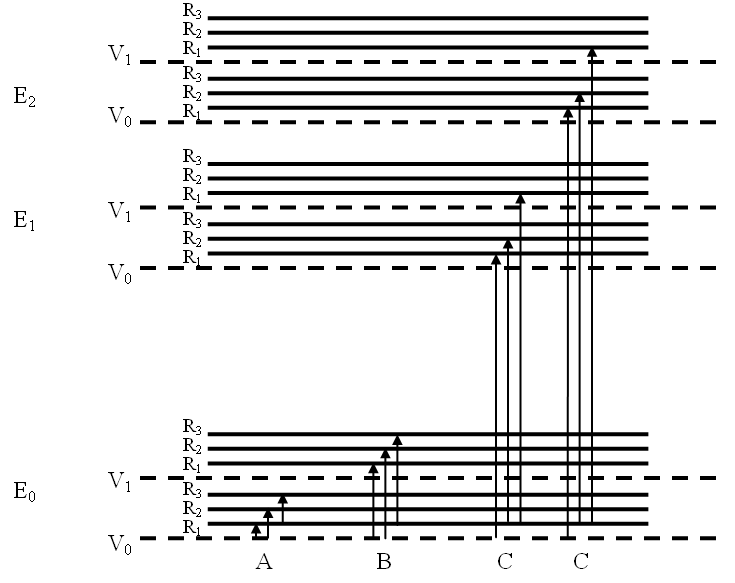 R₃
R₂
R₁
V₁
R₃
E₂
R₂
R₁
V₀
R₃
R₂
R₁
V₁
E₁
R₃
R₂
R₁
V₀
R₃
R₂
R₁
V₁
E₀
R₃
R₂
R₁
V₀
A B C C